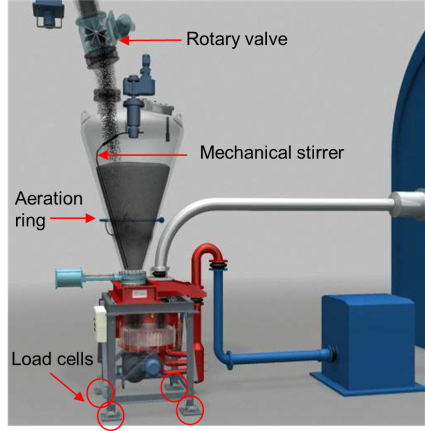 Rotary valve
Mechanical stirrer
Aeration
ring
Load cells